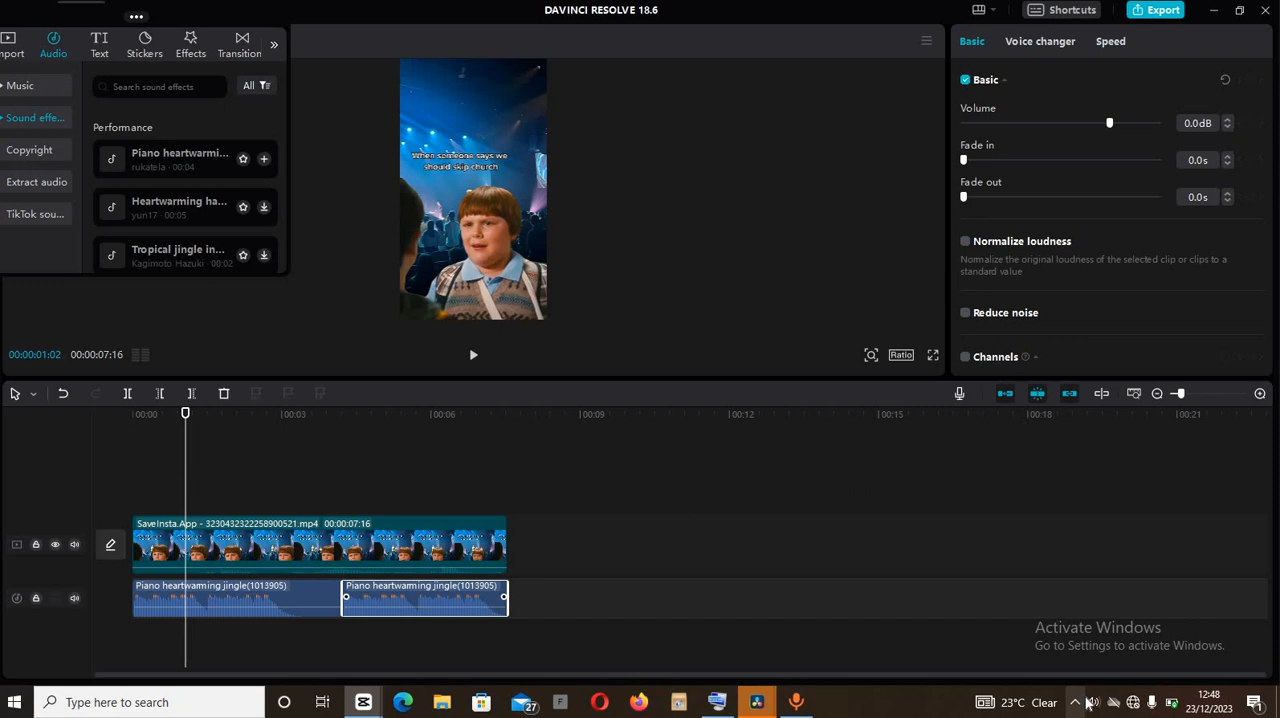 DAVINCI RESOLVE 18.6
Shortcuts
Export
mport
Audio
Text
Stickers
Effects
Transition
Music
Sound effe...
Copyright
Extract audio
TikTok sou...
Search sound effects
All
Performance
Piano heartwarmi...
rukatela · 00:04
Heartwarming ha...
yuri17 · 00:05
Tropical jingle in...
Kagimoto Hazuki · 00:02
When someone says we
should skip church
00:00:01:02
00:00:07:16
Ratio
Basic
Voice changer
Speed
Basic
Volume
0.0dB
Fade in
0.0s
Fade out
0.0s
Normalize loudness
Normalize the original loudness of the selected clip or clips to a
standard value
Reduce noise
Channels
00:00
00:03
00:06
00:09
00:12
00:15
00:18
00:21
SaveInsta.App - 3230432322258900521.mp4 00:00:07:16
Piano heartwarming jingle(1013905)
Piano heartwarming jingle(1013905)
Activate Windows
Go to Settings to activate Windows.
Type here to search
27
F
23°C Clear
12:48
23/12/2023
1